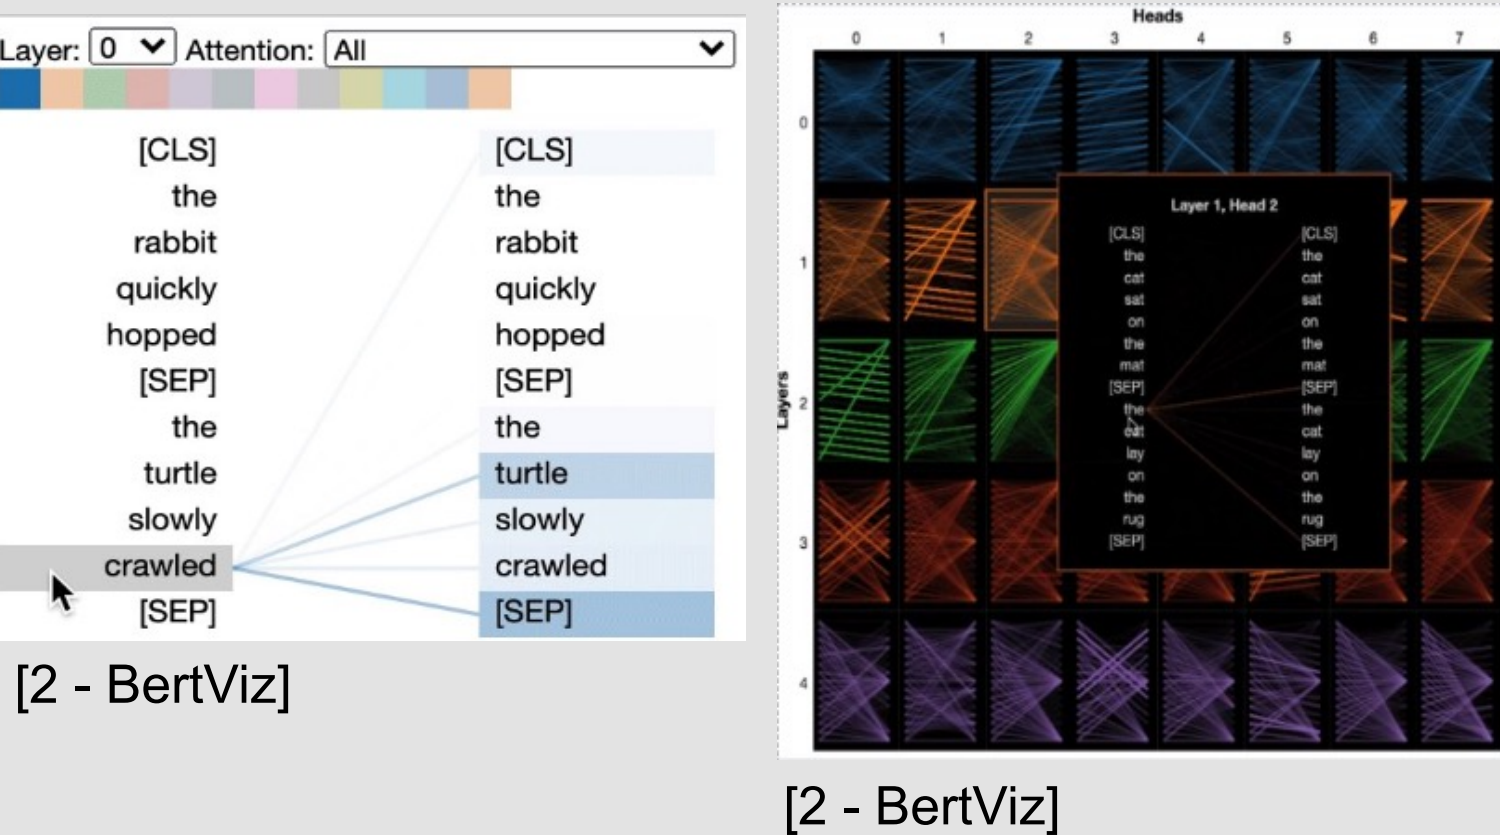 Layer: 0 Attention: All
[CLS] [CLS]
the the
rabbit rabbit
quickly quickly
hopped hopped
[SEP] [SEP]
the the
turtle turtle
slowly slowly
crawled crawled
[SEP] [SEP]
[2 - BertViz]
Heads
0 1 2 3 4 5 6 7
Layers
0
1
2
3
4
Layer 1, Head 2
[CLS] [CLS]
the the
cat cat
sat sat
on on
the the
mat mat
[SEP] [SEP]
the the
cat cat
lay lay
on on
the the
rug rug
[SEP] [SEP]
[2 - BertViz]